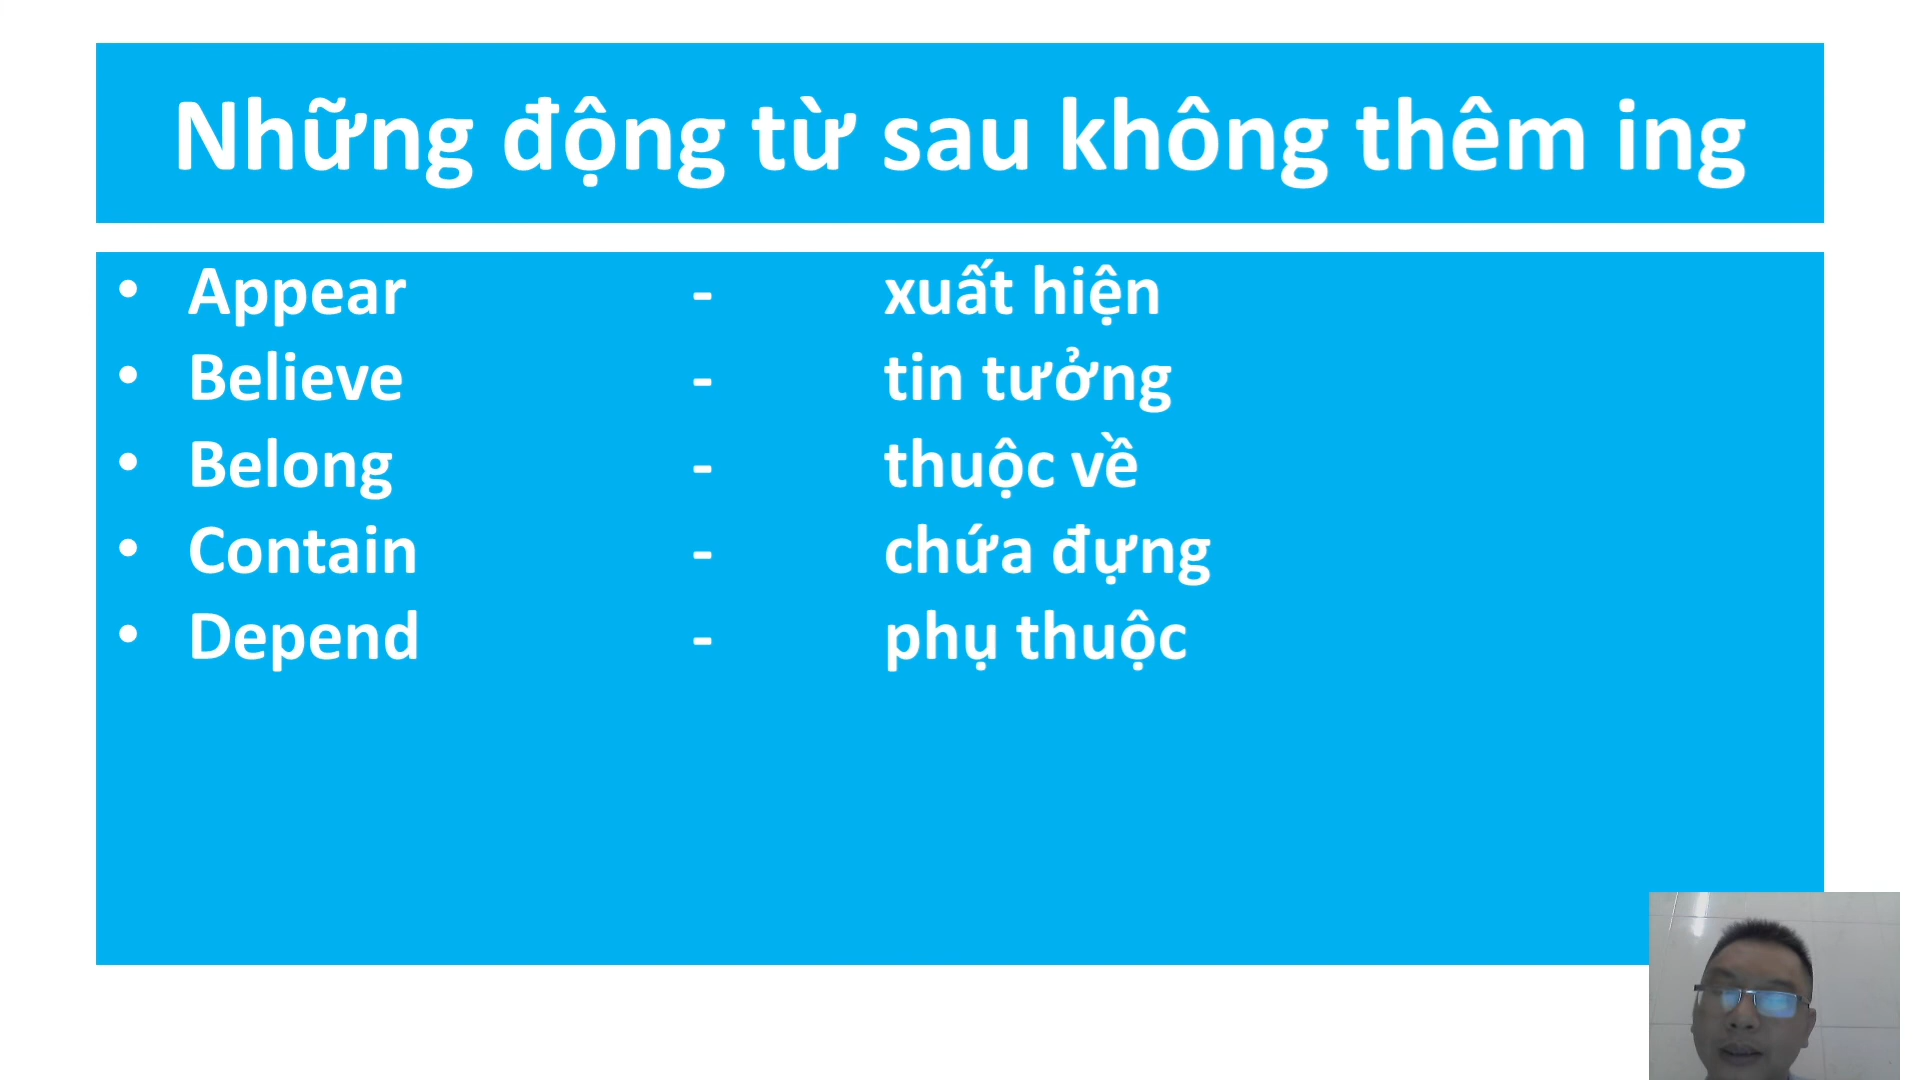 Những động từ sau không thêm ing
• Appear - xuất hiện
• Believe - tin tưởng
• Belong - thuộc về
• Contain - chứa đựng
• Depend - phụ thuộc